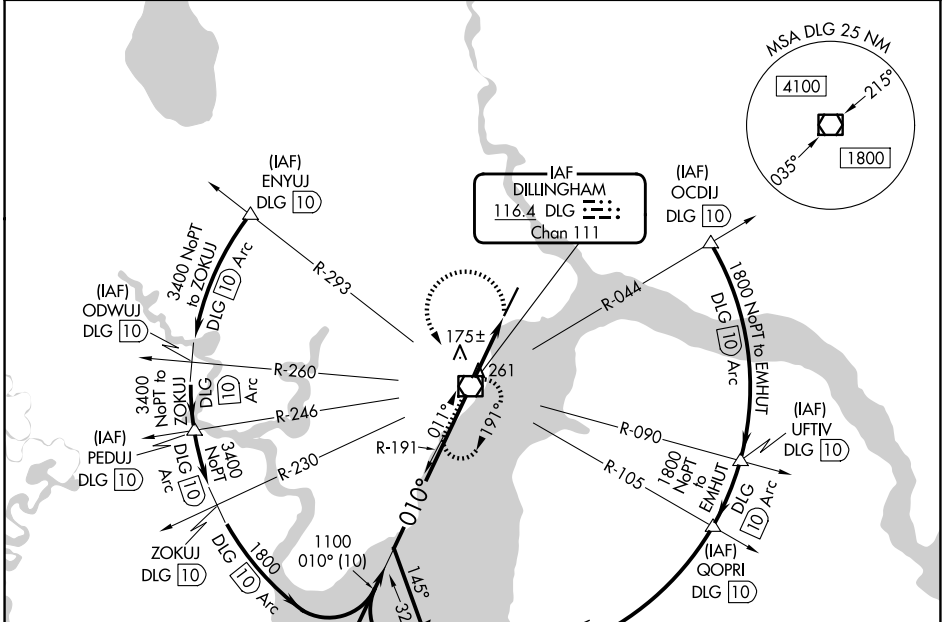 MSA DLG 25 NM
4100
215°
035°
1800
(IAF)
ENYUJ
DLG 10
IAF
DILLINGHAM
116.4 DLG
Chan 111
(IAF)
OCDIJ
DLG 10
3400 NoPT
to ZOKUJ
DLG 10 Arc
R-293
R-044
1800 NoPT to EMHUT
DLG 10 Arc
(IAF)
ODWUJ
DLG 10
175±
261
R-260
3400
NoPT to
ZOKUJ
DLG 10 Arc
R-246
011°
191°
R-191
R-090
(IAF)
UFTIV
DLG 10
(IAF)
PEDUJ
DLG 10
3400
NoPT
DLG 10 Arc
R-230
R-105
1800
NoPT
to
EMHUT
DLG 10 Arc
010°
ZOKUJ
DLG 10
1800
DLG 10 Arc
1100
010° (10)
145°
32
(IAF)
QOPRI
DLG 10